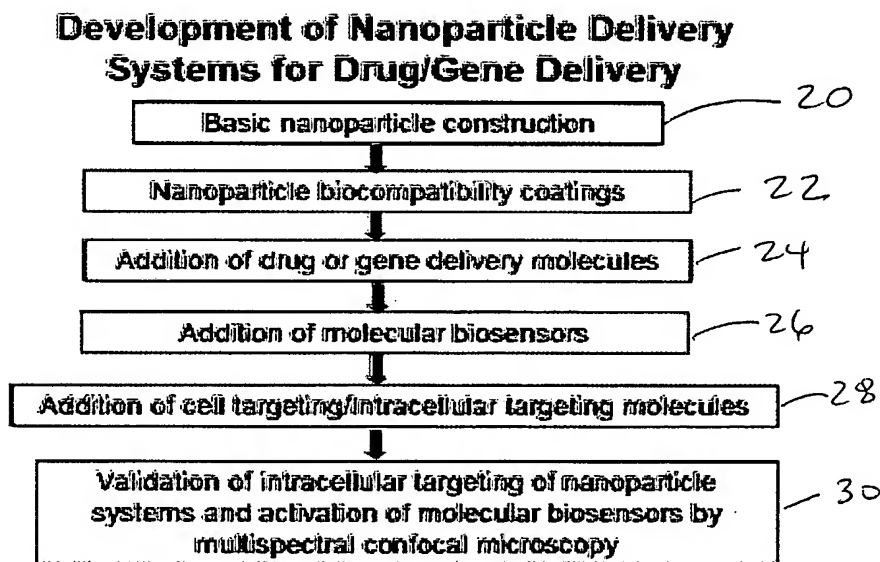 Development of Nanoparticle Delivery
Systems for Drug/Gene Delivery
Basic nanoparticle construction
20
Nanoparticle biocompatibility coatings
22
Addition of drug or gene delivery molecules
24
Addition of molecular biosensors
26
Addition of cell targeting/intracellular targeting molecules
28
Validation of intracellular targeting of nanoparticle
systems and activation of molecular biosensors by
multispectral confocal microscopy
30